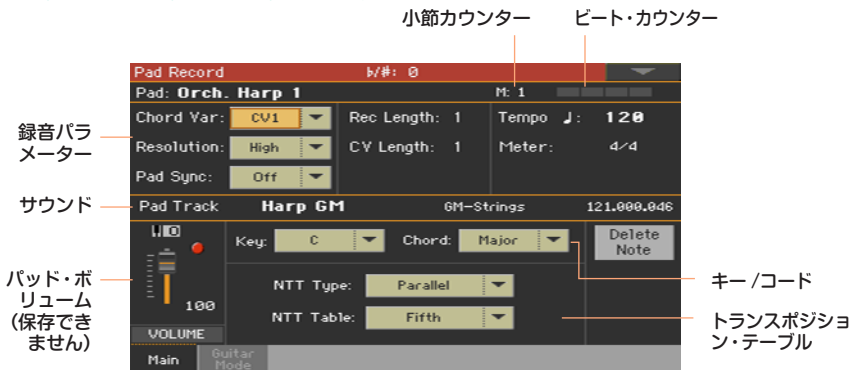 小節カウンター ビート・カウンター
Pad Record ♭/#: 0
Pad: Orch. Harp 1 M: 1
Chord Var: CV1 Rec Length: 1 Tempo ♩: 120
録音パラ
メーター
Resolution: High CV Length: 1 Meter: 4/4
Pad Sync: Off
サウンド
Pad Track Harp GM GM-Strings 121.000.046
Key: C Chord: Major Delete
Note
キー /コード
パッド・ボ
リューム
(保存でき
ません)
NTT Type: Parallel
100
NTT Table: Fifth
トランスポジショ
ン・テーブル
VOLUME
Main Guitar
Mode